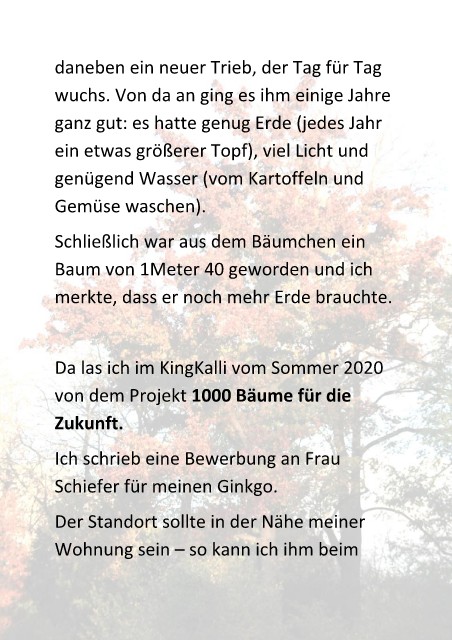 daneben ein neuer Trieb, der Tag für Tag
wuchs. Von da an ging es ihm einige Jahre
ganz gut: es hatte genug Erde (jedes Jahr
ein etwas größerer Topf), viel Licht und
genügend Wasser (vom Kartoffeln und
Gemüse waschen).
Schließlich war aus dem Bäumchen ein
Baum von 1Meter 40 geworden und ich
merkte, dass er noch mehr Erde brauchte.
Da las ich im KingKalli vom Sommer 2020
von dem Projekt 1000 Bäume für die
Zukunft.
Ich schrieb eine Bewerbung an Frau
Schiefer für meinen Ginkgo.
Der Standort sollte in der Nähe meiner
Wohnung sein – so kann ich ihm beim